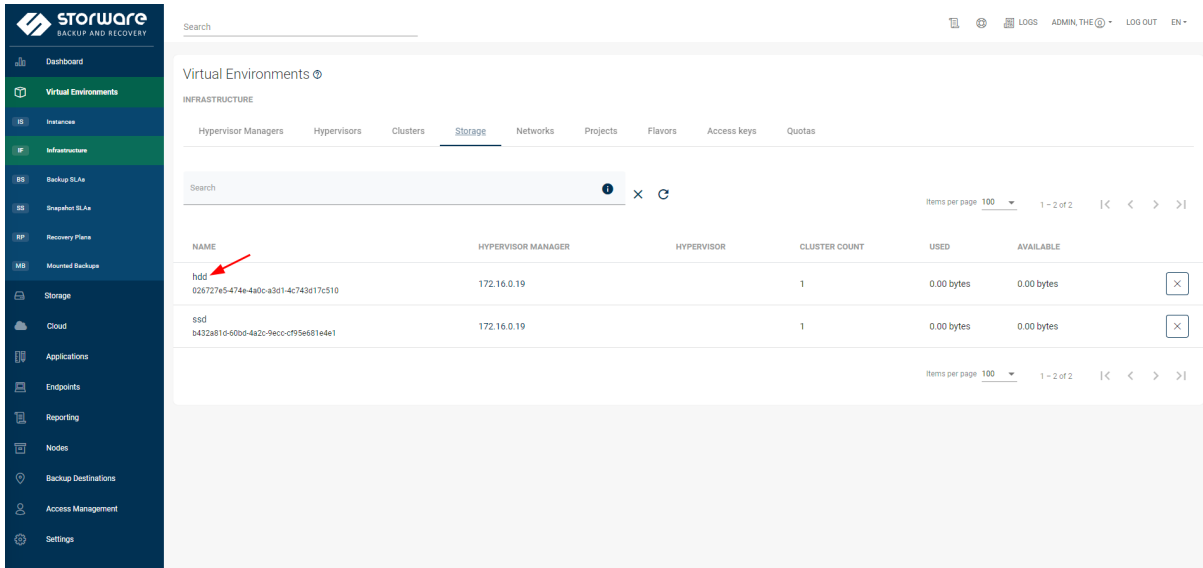 STORWARE
BACKUP AND RECOVERY
Search
LOGS
ADMIN, THE
LOG OUT
EN
Dashboard
Virtual Environments
IS Instances
IF Infrastructure
BS Backup SLAs
SS Snapshot SLAs
RP Recovery Plans
MB Mounted Backups
Storage
Cloud
Applications
Endpoints
Reporting
Nodes
Backup Destinations
Access Management
Settings
Virtual Environments
INFRASTRUCTURE
Hypervisor Managers Hypervisors Clusters Storage Networks Projects Flavors Access keys Quotas
Search
Items per page 100 1 – 2 of 2
NAME HYPERVISOR MANAGER HYPERVISOR CLUSTER COUNT USED AVAILABLE
hdd
026727e5-474e-4a0c-a3d1-4c743d17c510
172.16.0.19 1 0.00 bytes 0.00 bytes
ssd
b432a81d-60bd-4a2c-9ecc-cf95e681e4e1
172.16.0.19 1 0.00 bytes 0.00 bytes
Items per page 100 1 – 2 of 2